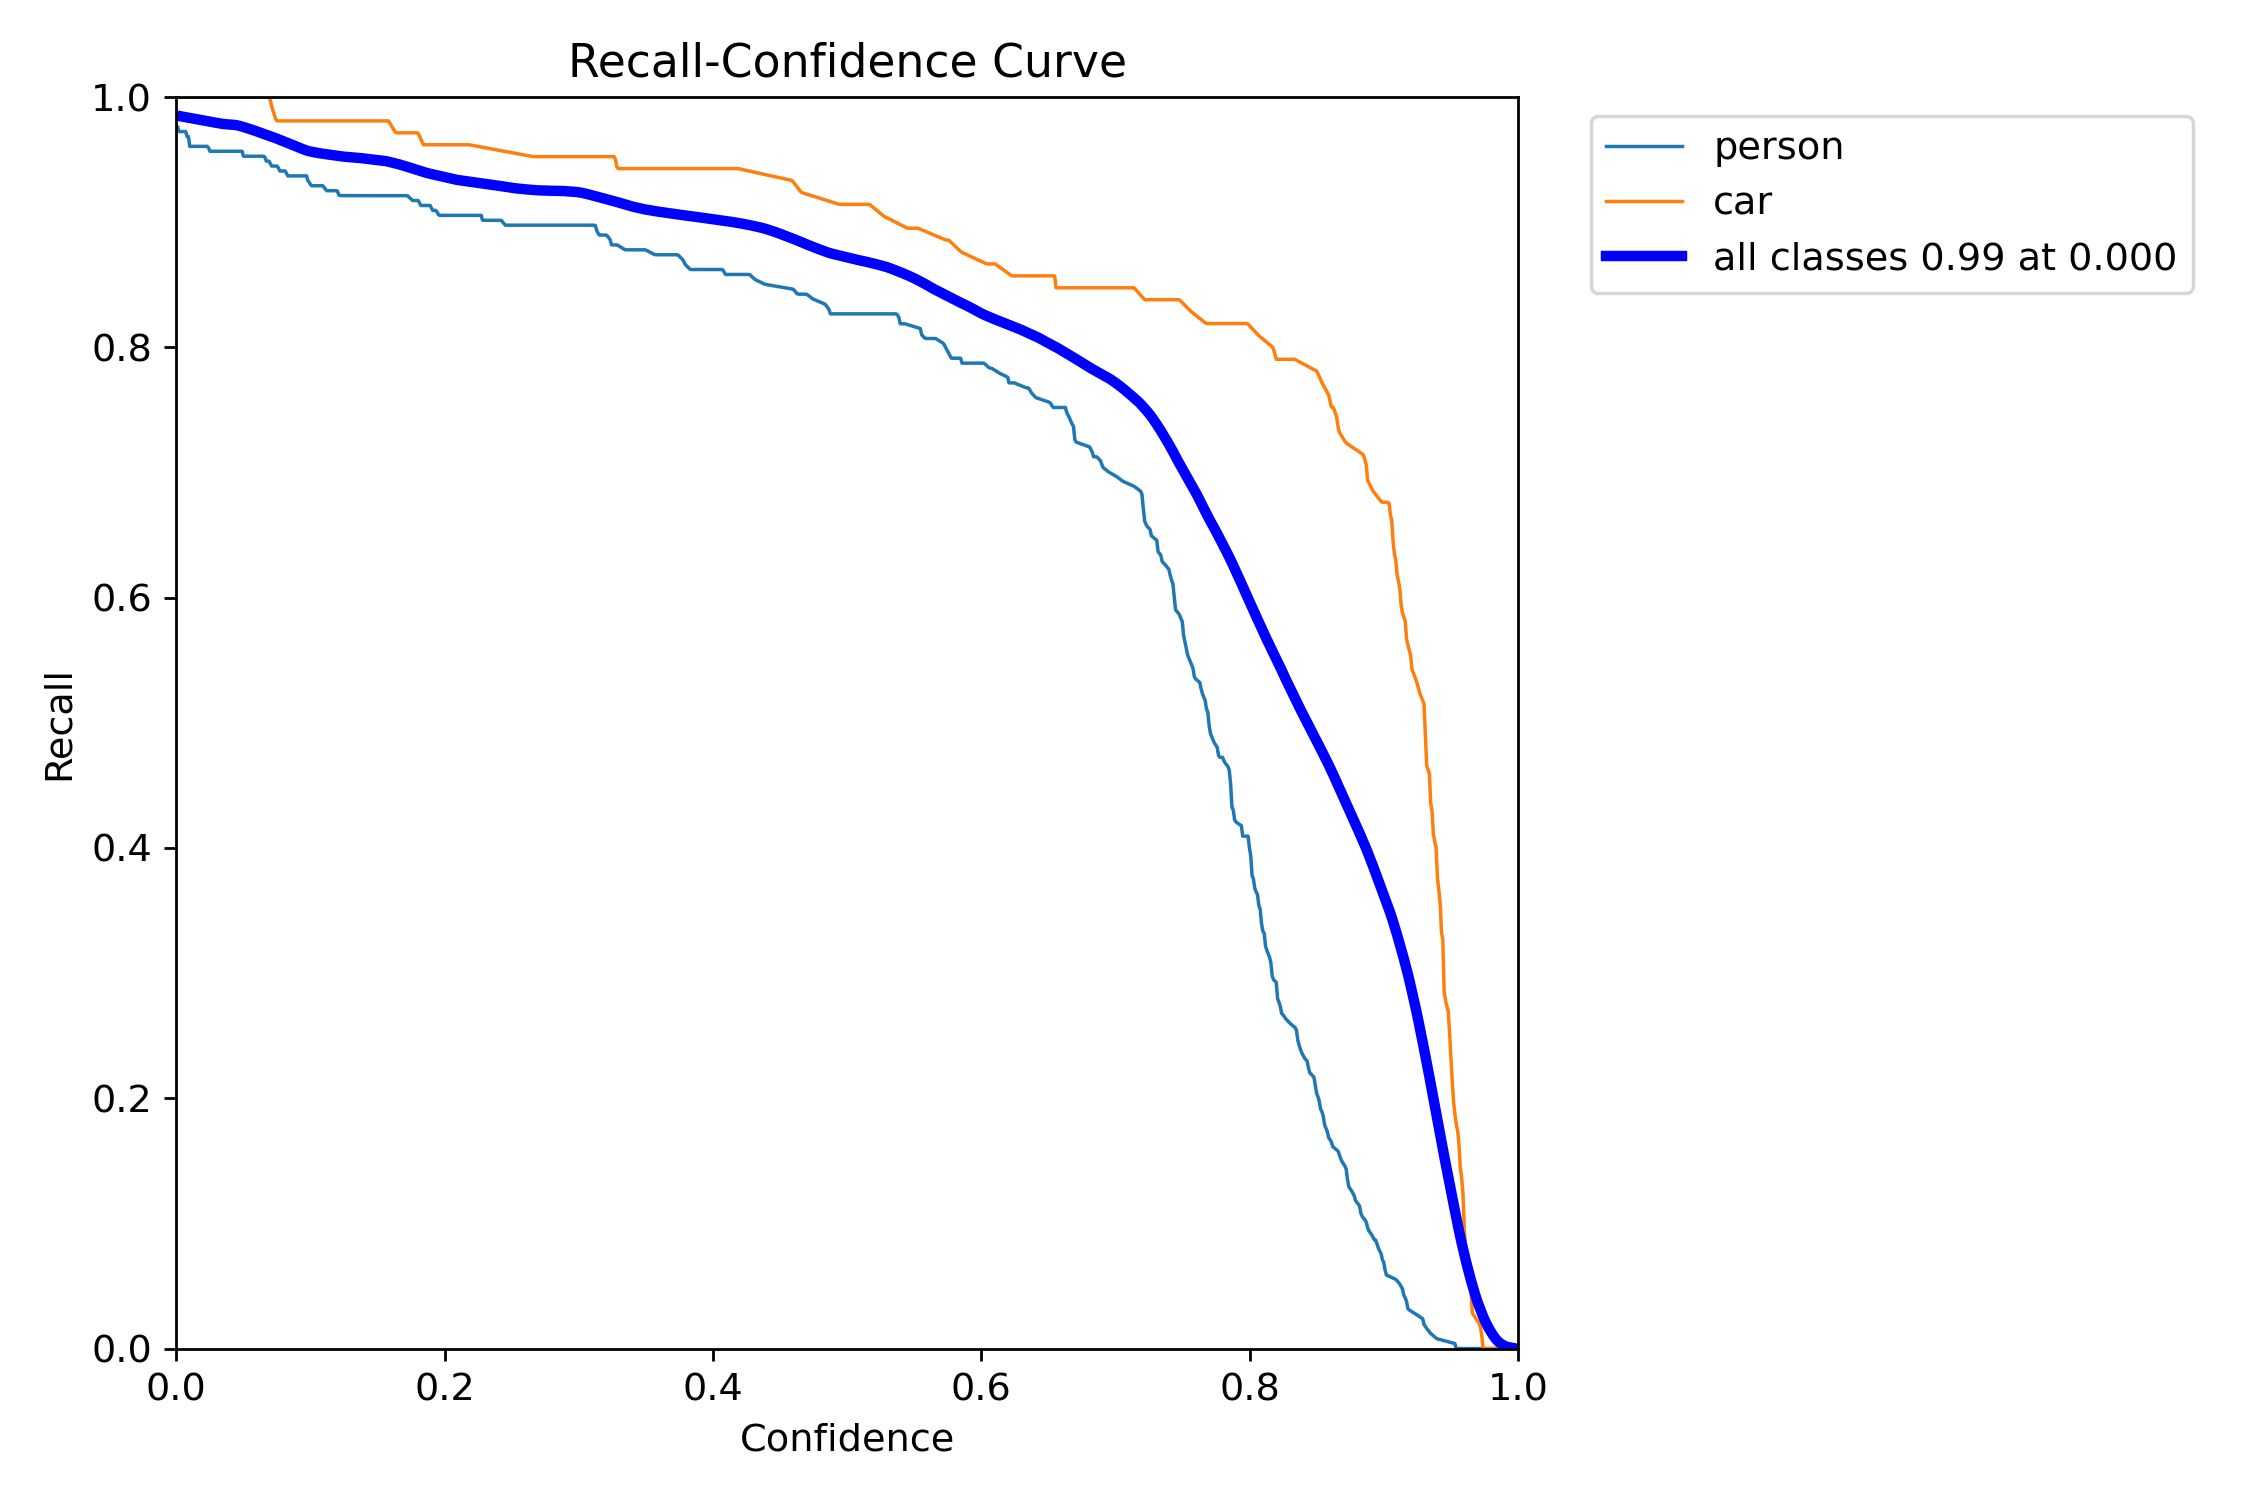 Recall-Confidence Curve
1.0
0.8
0.6
0.4
0.2
0.0
Recall
0.0 0.2 0.4 0.6 0.8 1.0
Confidence
person
car
all classes 0.99 at 0.000